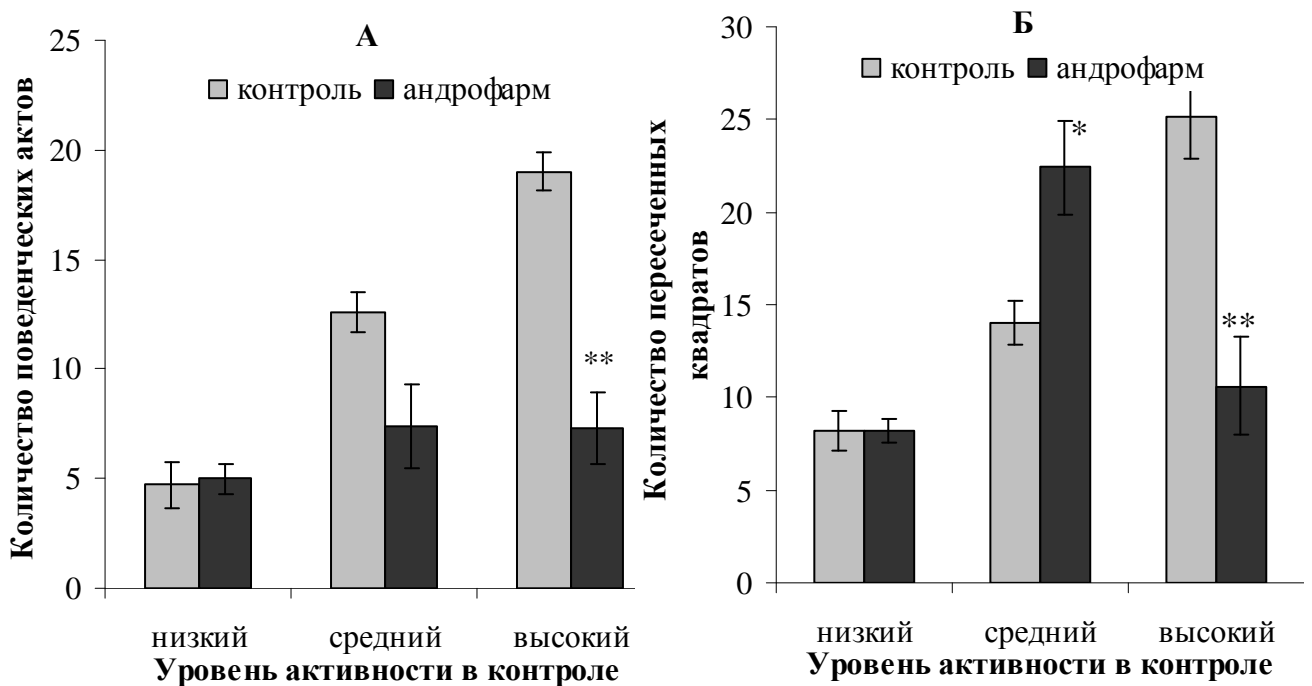 А
контроль андрофарм
Количество поведенческих актов
25
20
15
10
5
0
**
низкий средний высокий
Уровень активности в контроле
Б
контроль андрофарм
Количество пересеченных
квадратов
30
25
20
15
10
5
0
*
**
низкий средний высокий
Уровень активности в контроле